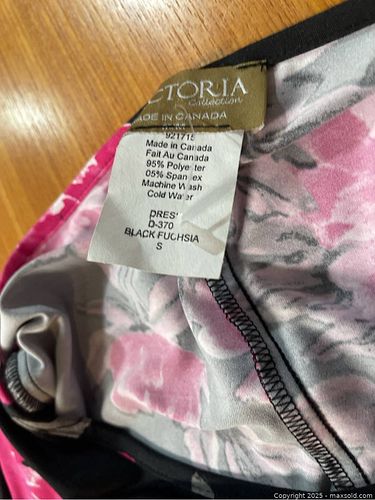 CTORIA
Collection
ADE IN CANADA
921715
Made in Canada
Fait Au Canada
95% Polyester
05% Spandex
Machine Wash
Cold Water
DRESS
D-370
BLACK FUCHSIA
S
Copyright 2025 - maxsold.com